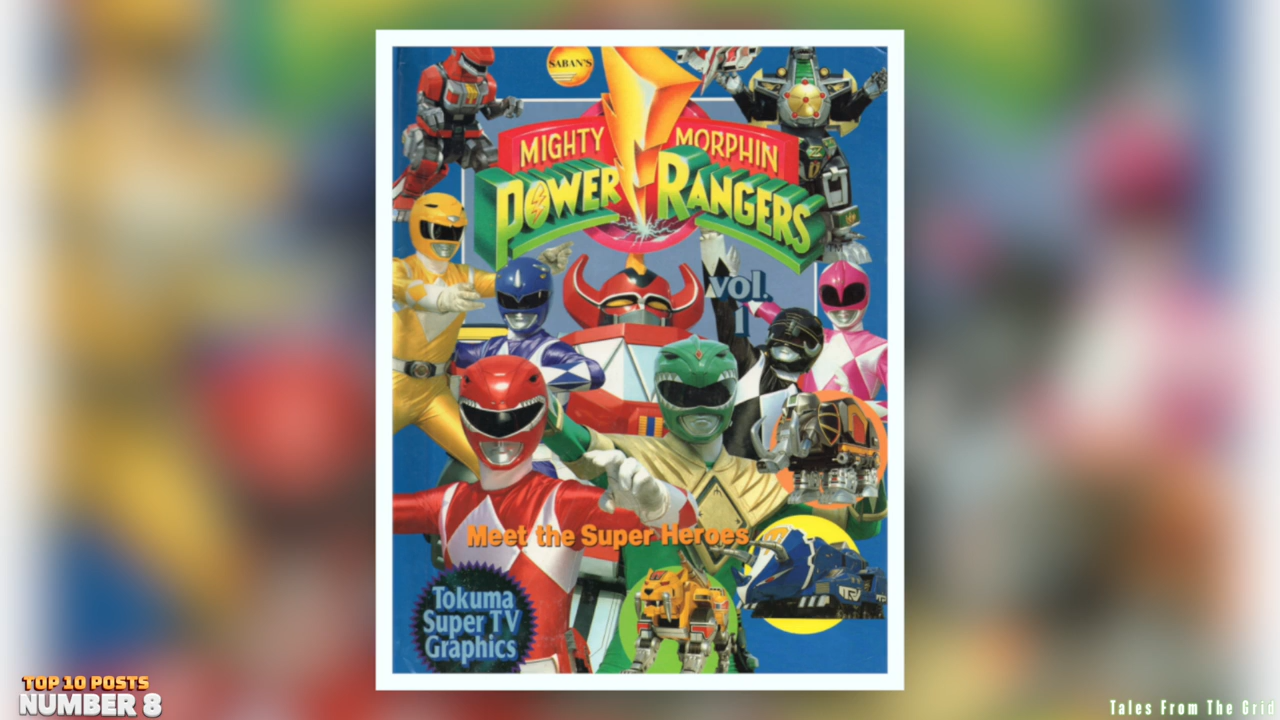 SABAN'S
MIGHTY MORPHIN
POWER RANGERS
vol.
1
Meet the Super Heroes
Tokuma
Super TV
Graphics
TOP 10 POSTS
NUMBER 8
Tales From The Grid